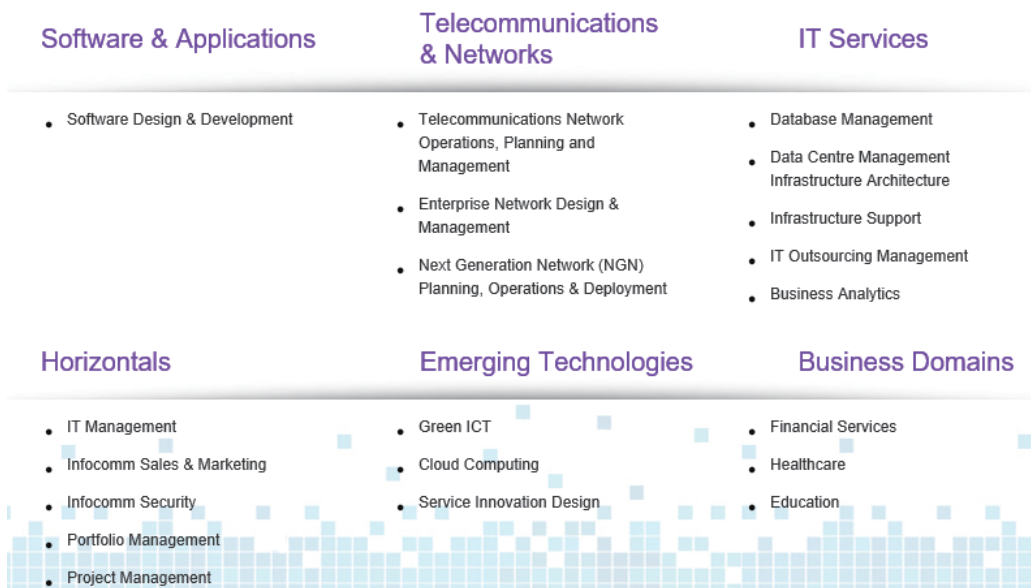 Software & Applications
Telecommunications
& Networks
IT Services
Software Design & Development
Telecommunications Network
Operations, Planning and
Management
Enterprise Network Design &
Management
Next Generation Network (NGN)
Planning, Operations & Deployment
Database Management
Data Centre Management
Infrastructure Architecture
Infrastructure Support
IT Outsourcing Management
Business Analytics
Horizontals
Emerging Technologies
Business Domains
IT Management
Infocomm Sales & Marketing
Infocomm Security
Portfolio Management
Project Management
Green ICT
Cloud Computing
Service Innovation Design
Financial Services
Healthcare
Education